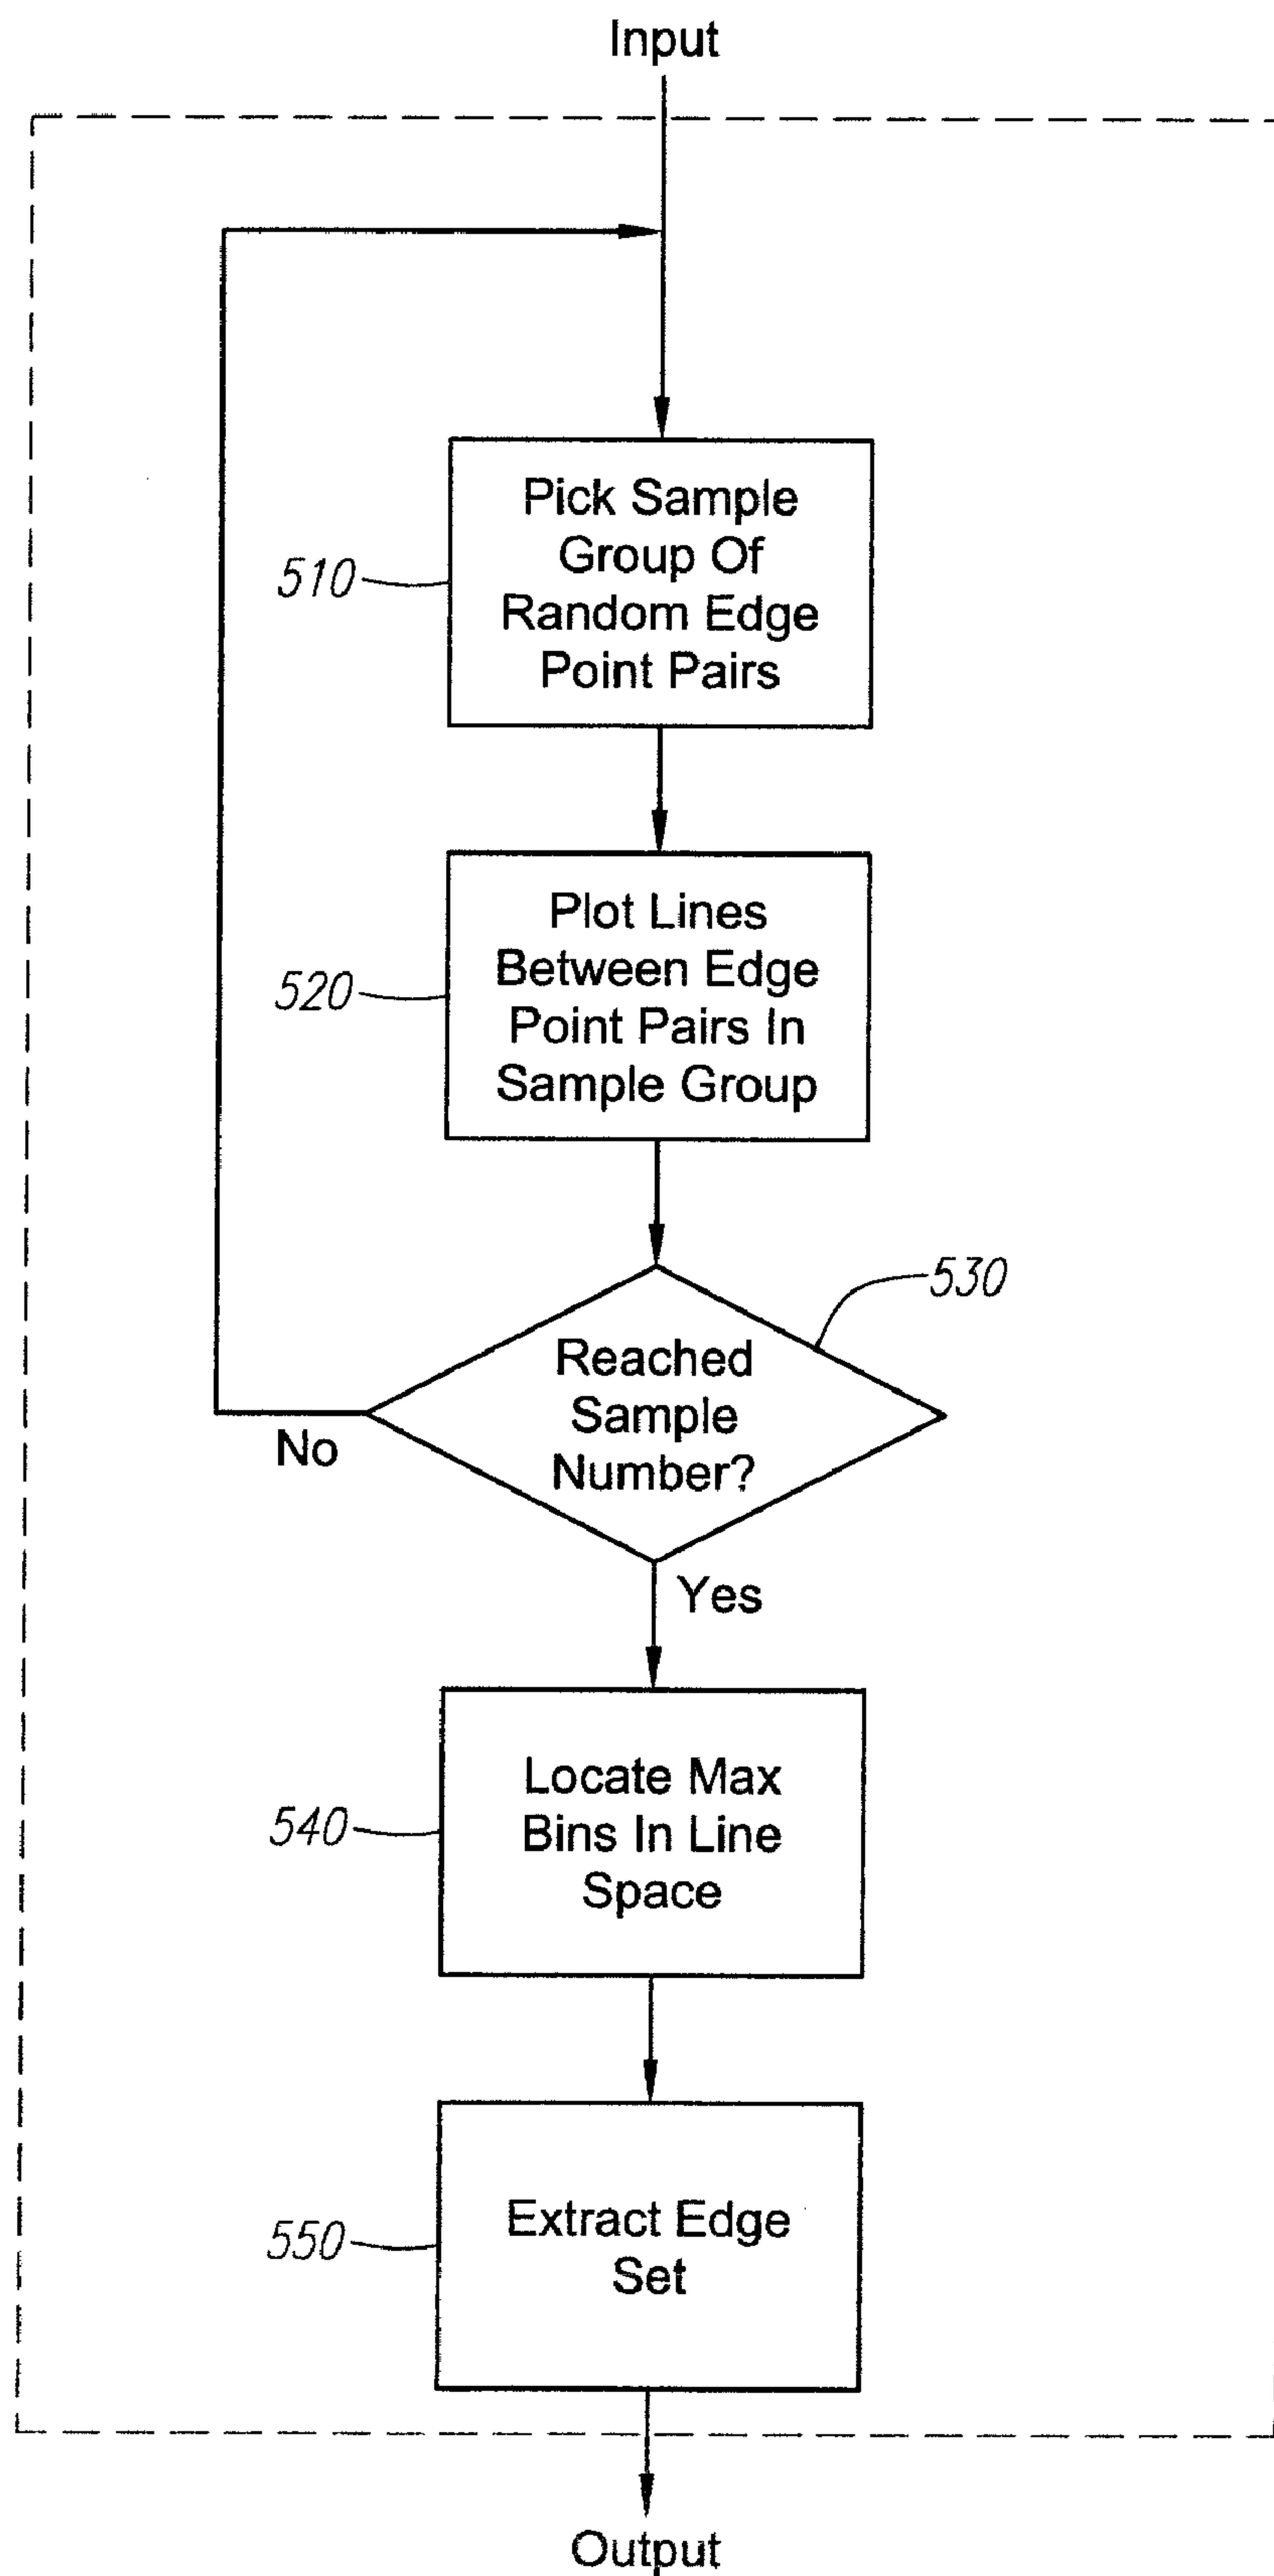 Input
Pick Sample
Group Of
Random Edge
Point Pairs
510
Plot Lines
Between Edge
Point Pairs In
Sample Group
520
530
Reached
Sample
Number?
No
Yes
Locate Max
Bins In Line
Space
540
Extract Edge
Set
550
Output